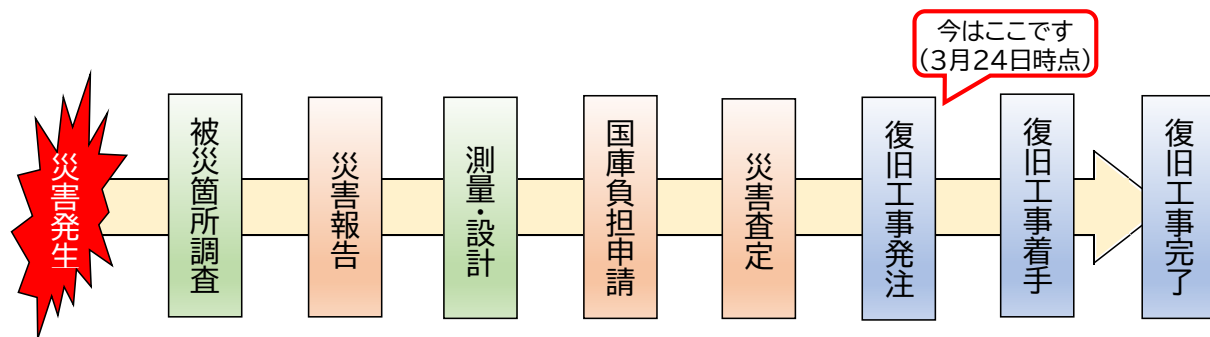 今はここです
(3月24日時点)
災害発生
被災箇所調査
災害報告
測量・設計
国庫負担申請
災害査定
復旧工事発注
復旧工事着手
復旧工事完了